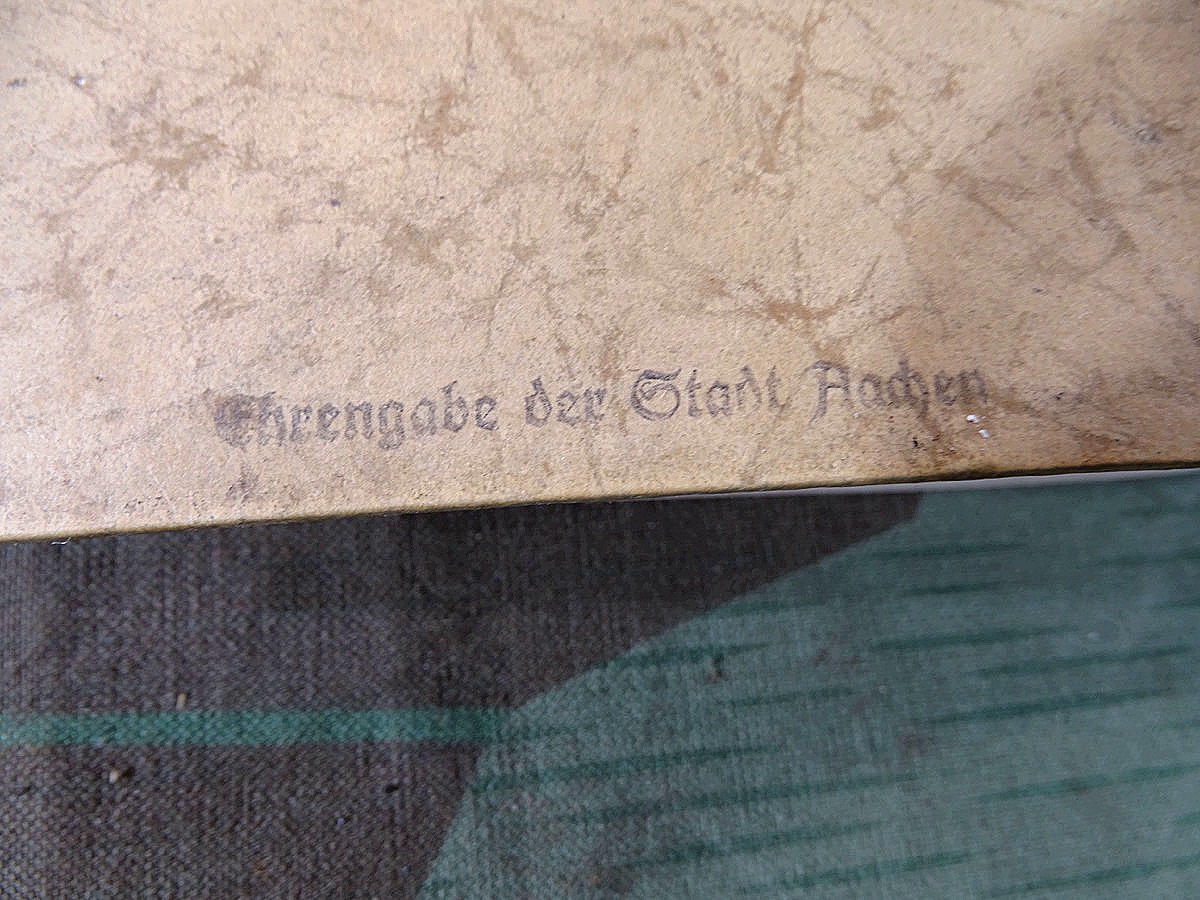 Ehrengabe der Stadt Aachen